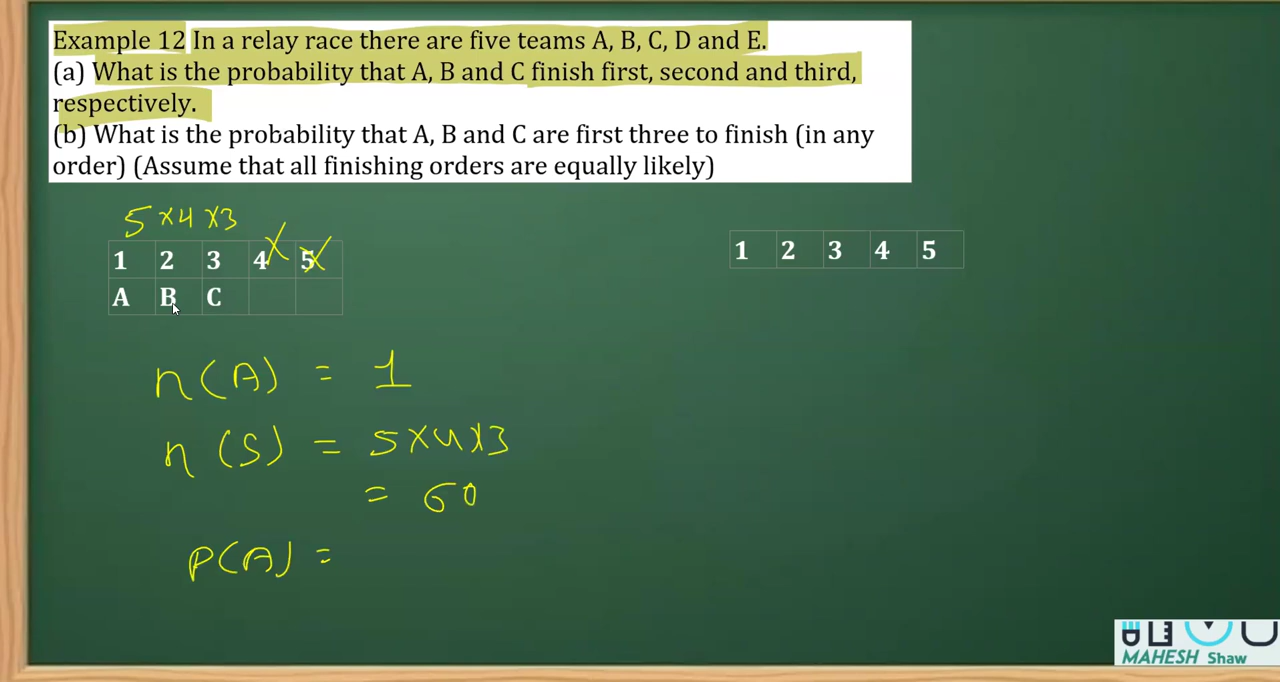 Example 12 In a relay race there are five teams A, B, C, D and E.
(a) What is the probability that A, B and C finish first, second and third,
respectively.
(b) What is the probability that A, B and C are first three to finish (in any
order) (Assume that all finishing orders are equally likely)
5 × 4 × 3
1 2 3 4 5
A B C
1 2 3 4 5
n(A) = 1
n(S) = 5×4×3
= 60
P(A) =
MAHESH Shaw